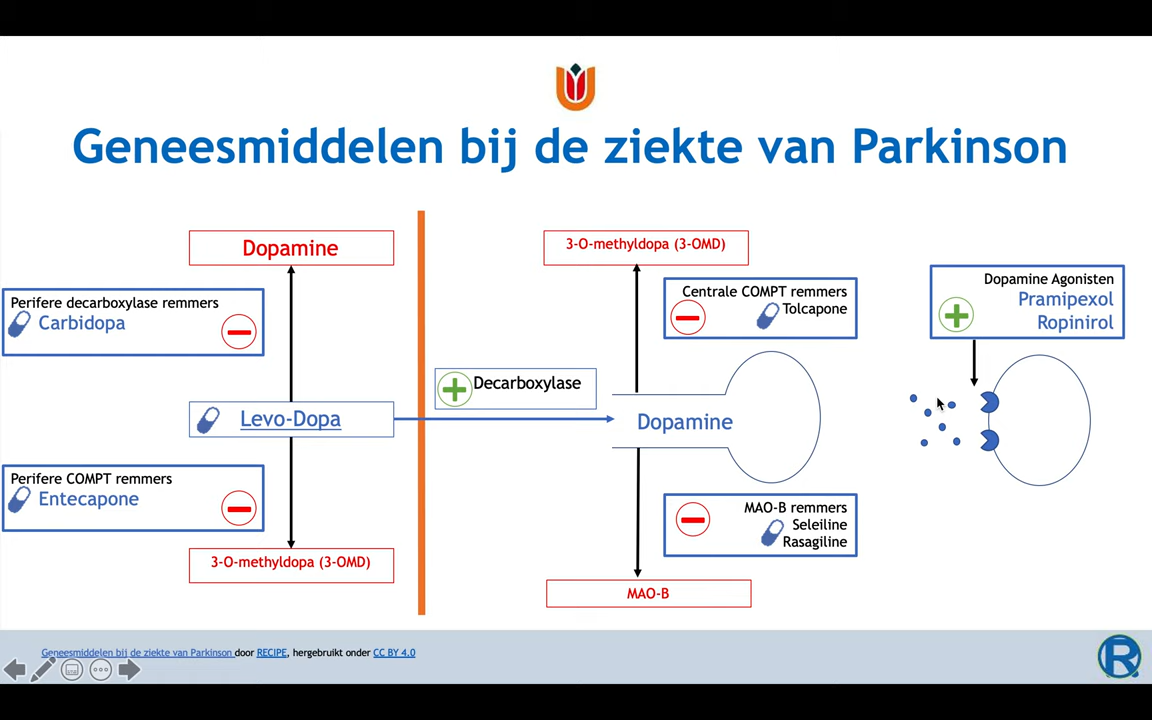 Geneesmiddelen bij de ziekte van Parkinson
Dopamine
Perifere decarboxylase remmers
Carbidopa
Levo-Dopa
Perifere COMPT remmers
Entecapone
3-O-methyldopa (3-OMD)
Decarboxylase
3-O-methyldopa (3-OMD)
Centrale COMPT remmers
Tolcapone
Dopamine
MAO-B remmers
Seleiline
Rasagiline
MAO-B
Dopamine Agonisten
Pramipexol
Ropinirol
Geneesmiddelen bij de ziekte van Parkinson door RECIPE, hergebruikt onder CC BY 4.0
R